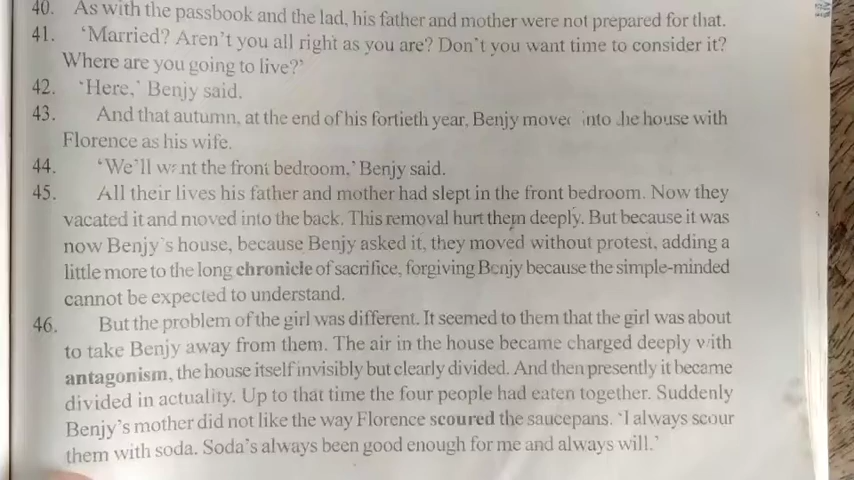 40. As with the passbook and the lad, his father and mother were not prepared for that.
41. ‘Married? Aren’t you all right as you are? Don’t you want time to consider it?
Where are you going to live?’
42. ‘Here,’ Benjy said.
43. And that autumn, at the end of his fortieth year, Benjy moved into the house with
Florence as his wife.
44. ‘We’ll want the front bedroom,’ Benjy said.
45. All their lives his father and mother had slept in the front bedroom. Now they
vacated it and moved into the back. This removal hurt them deeply. But because it was
now Benjy’s house, because Benjy asked it, they moved without protest, adding a
little more to the long chronicle of sacrifice, forgiving Benjy because the simple-minded
cannot be expected to understand.
46. But the problem of the girl was different. It seemed to them that the girl was about
to take Benjy away from them. The air in the house became charged deeply with
antagonism, the house itself invisibly but clearly divided. And then presently it became
divided in actuality. Up to that time the four people had eaten together. Suddenly
Benjy’s mother did not like the way Florence scoured the saucepans. ‘I always scour
them with soda. Soda’s always been good enough for me and always will.’